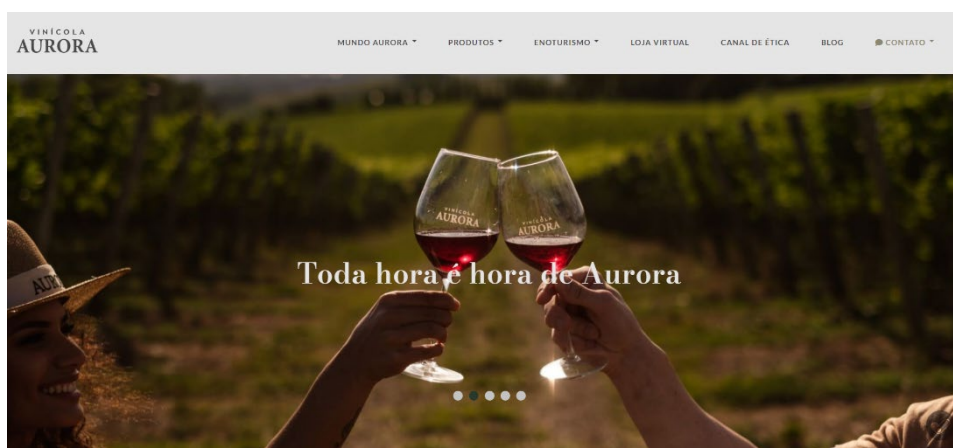 VINÍCOLA
AURORA
MUNDO AURORA PRODUTOS ENOTURISMO LOJA VIRTUAL CANAL DE ÉTICA BLOG CONTATO
VINÍCOLA
AURORA
VINÍCOLA
AURORA
Toda hora é hora de Aurora